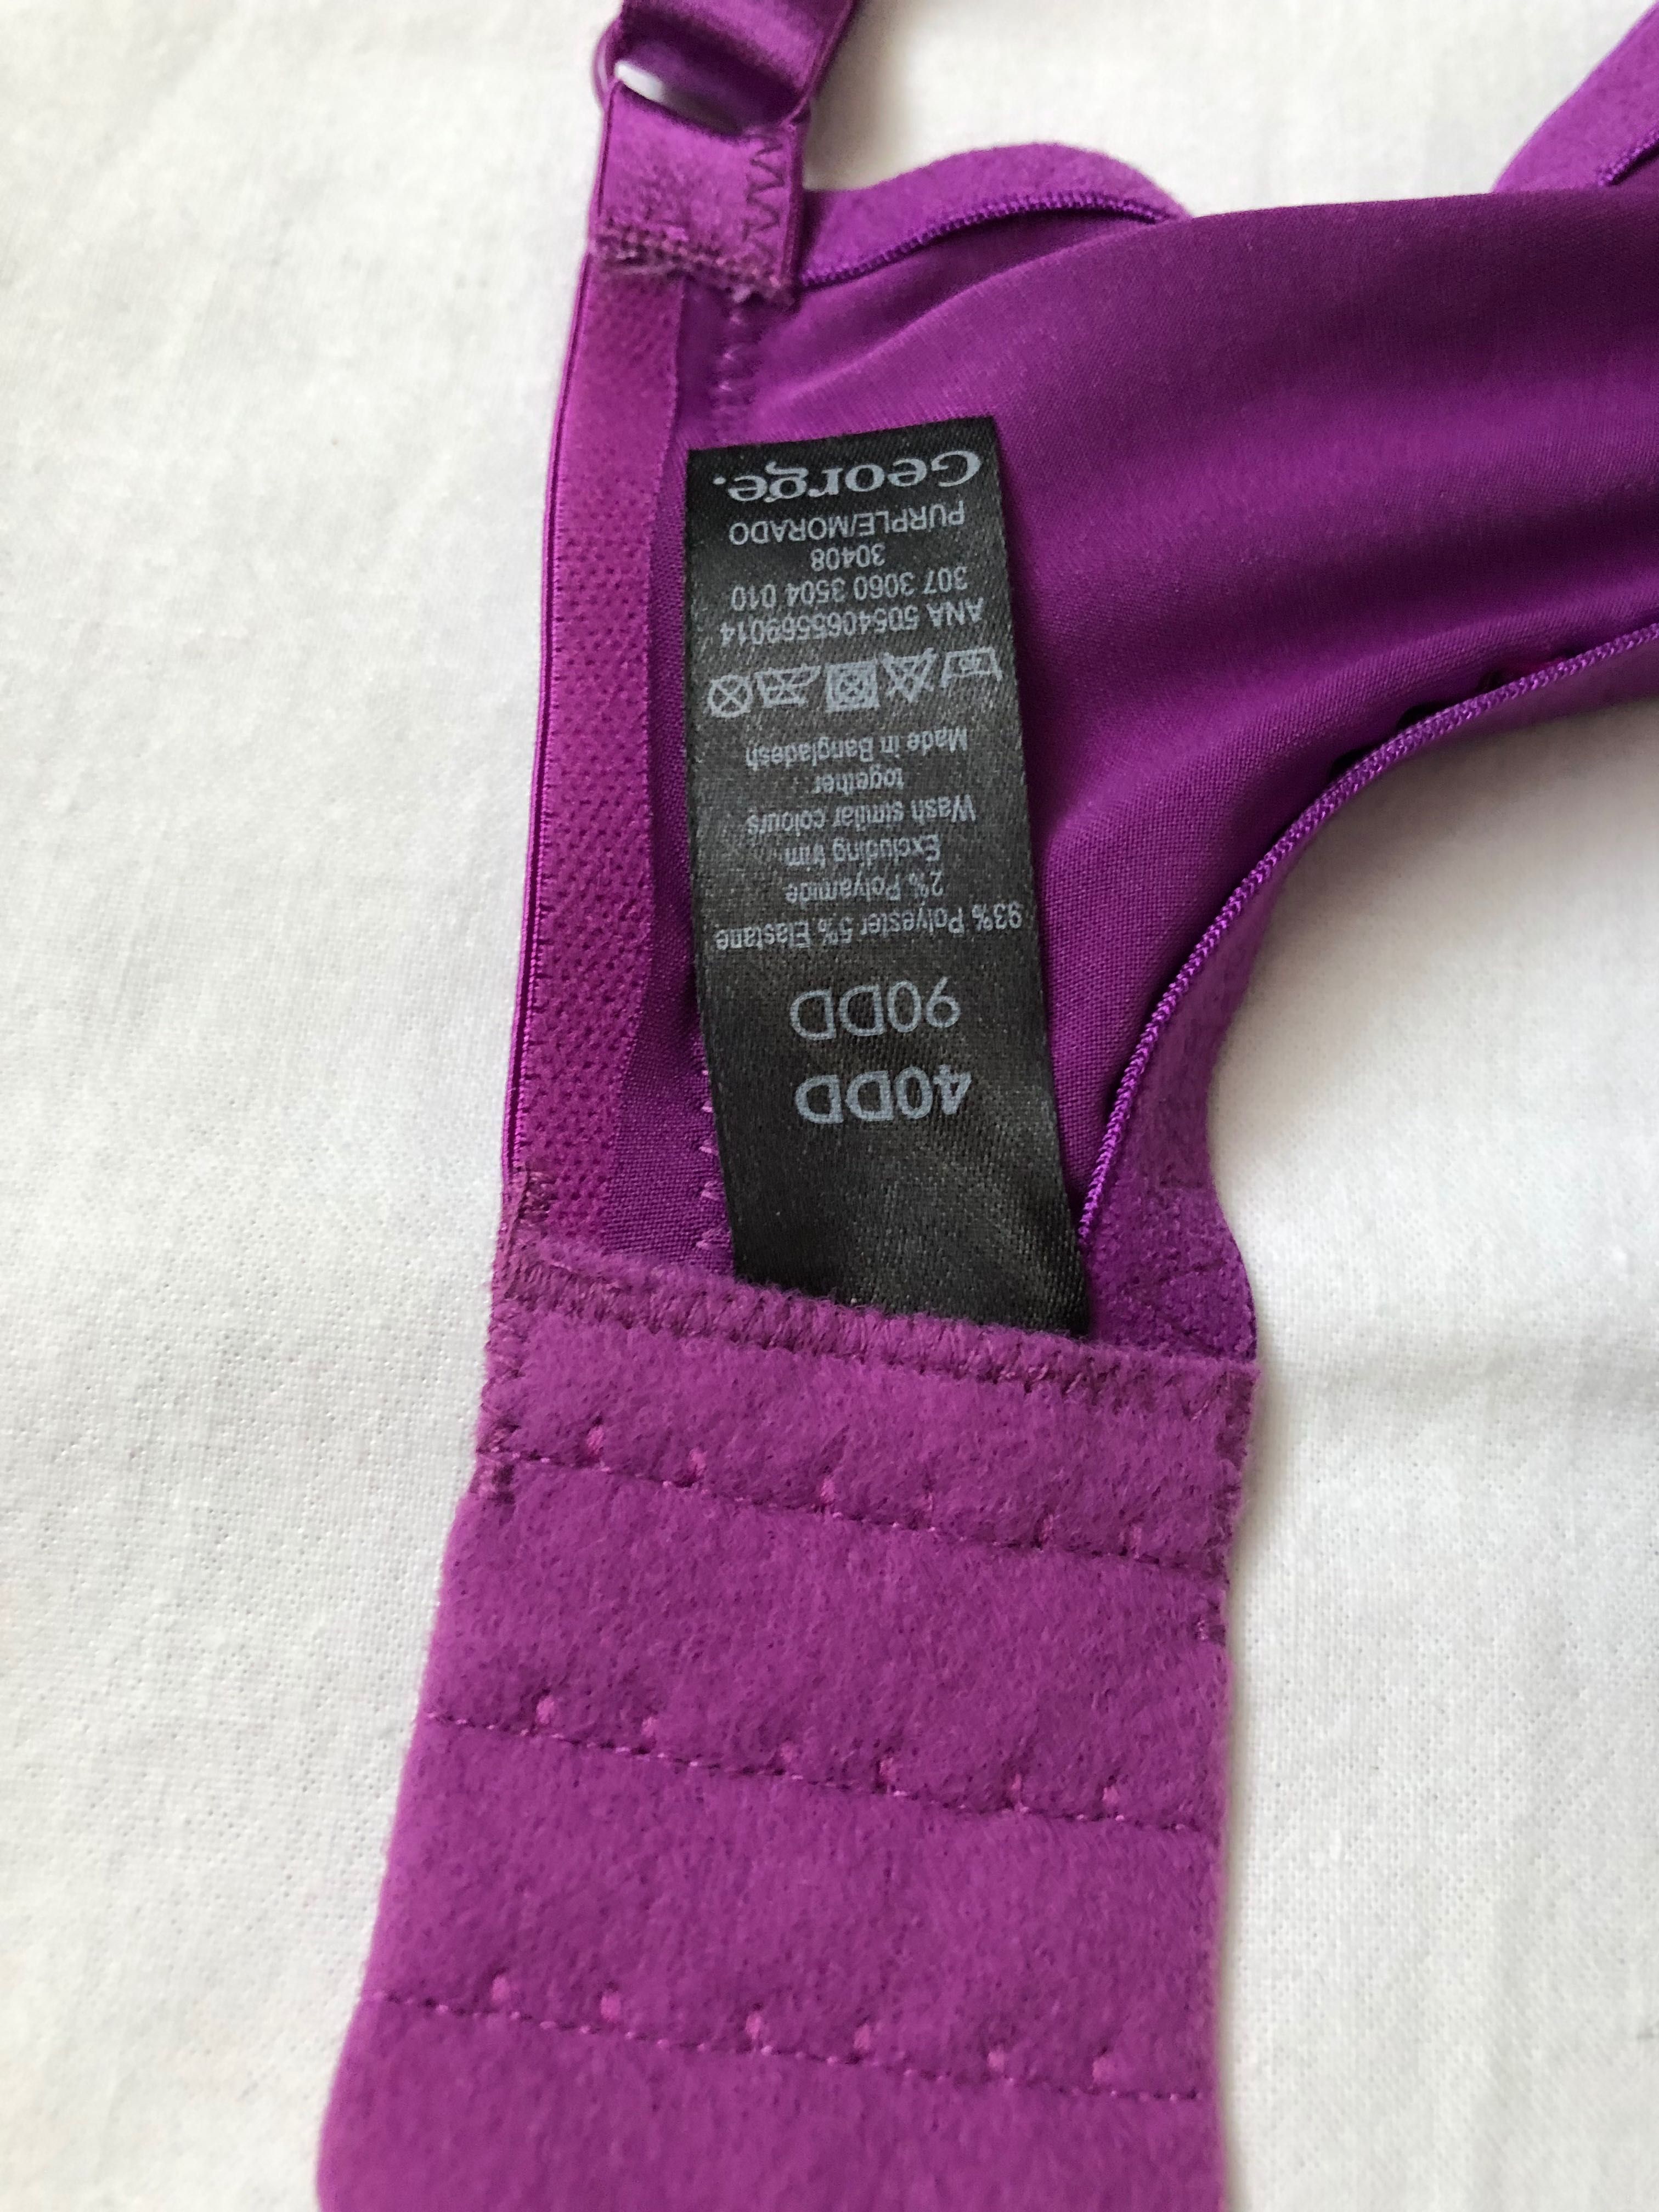 40DD
90DD
93% Polyester 5% Elastane
2% Polyamide
Excluding trim
Wash similar colours
together
Made in Bangladesh
ANA 5054065569014
307 3060 3504 010
30408
PURPLE/MORADO
George.